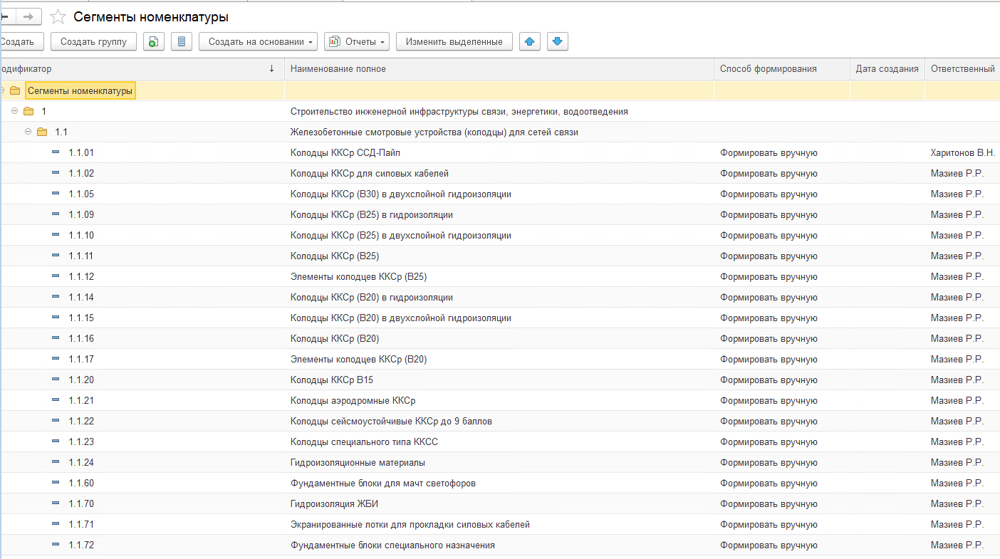 Сегменты номенклатуры
Создать Создать группу Создать на основании Отчеты Изменить выделенные
одификатор Наименование полное Способ формирования Дата создания Ответственный
Сегменты номенклатуры
1 Строительство инженерной инфраструктуры связи, энергетики, водоотведения
1.1 Железобетонные смотровые устройства (колодцы) для сетей связи
1.1.01 Колодцы ККСр ССД-Пайп Формировать вручную Харитонов В.Н.
1.1.02 Колодцы ККСр для силовых кабелей Формировать вручную Мазиев Р.Р.
1.1.05 Колодцы ККСр (В30) в двухслойной гидроизоляции Формировать вручную Мазиев Р.Р.
1.1.09 Колодцы ККСр (В25) в гидроизоляции Формировать вручную Мазиев Р.Р.
1.1.10 Колодцы ККСр (В25) в двухслойной гидроизоляции Формировать вручную Мазиев Р.Р.
1.1.11 Колодцы ККСр (В25) Формировать вручную Мазиев Р.Р.
1.1.12 Элементы колодцев ККСр (В25) Формировать вручную Мазиев Р.Р.
1.1.14 Колодцы ККСр (В20) в гидроизоляции Формировать вручную Мазиев Р.Р.
1.1.15 Колодцы ККСр (В20) в двухслойной гидроизоляции Формировать вручную Мазиев Р.Р.
1.1.16 Колодцы ККСр (В20) Формировать вручную Мазиев Р.Р.
1.1.17 Элементы колодцев ККСр (В20) Формировать вручную Мазиев Р.Р.
1.1.20 Колодцы ККСр В15 Формировать вручную Мазиев Р.Р.
1.1.21 Колодцы аэродромные ККСр Формировать вручную Мазиев Р.Р.
1.1.22 Колодцы сейсмоустойчивые ККСр до 9 баллов Формировать вручную Мазиев Р.Р.
1.1.23 Колодцы специального типа ККСС Формировать вручную Мазиев Р.Р.
1.1.24 Гидроизоляционные материалы Формировать вручную Мазиев Р.Р.
1.1.60 Фундаментные блоки для мачт светофоров Формировать вручную Мазиев Р.Р.
1.1.70 Гидроизоляция ЖБИ Формировать вручную Мазиев Р.Р.
1.1.71 Экранированные лотки для прокладки силовых кабелей Формировать вручную Мазиев Р.Р.
1.1.72 Фундаментные блоки специального назначения Формировать вручную Мазиев Р.Р.